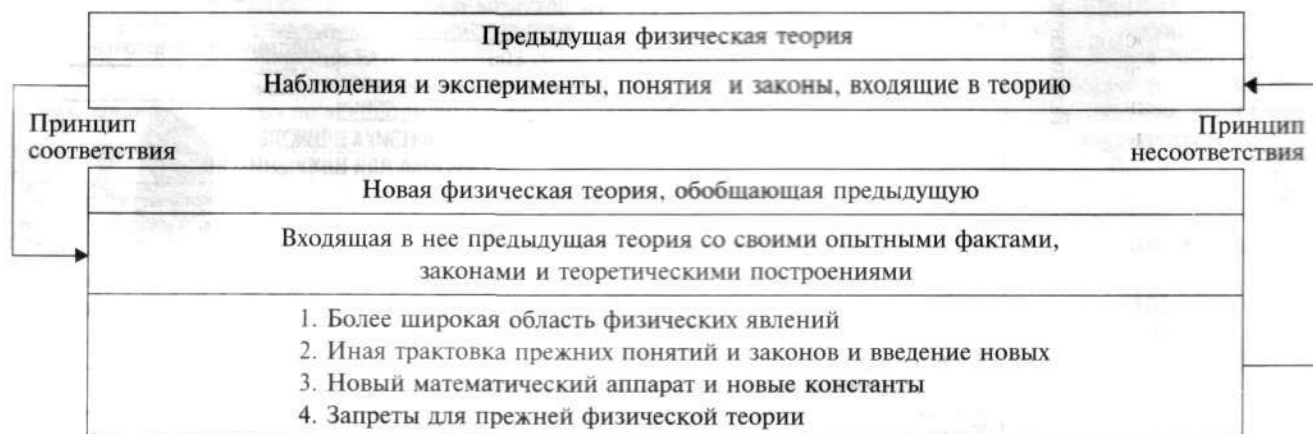 Предыдущая физическая теория
Наблюдения и эксперименты, понятия и законы, входящие в теорию
Принцип
соответствия
Принцип
несоответствия
Новая физическая теория, обобщающая предыдущую
Входящая в нее предыдущая теория со своими опытными фактами,
законами и теоретическими построениями
1. Более широкая область физических явлений
2. Иная трактовка прежних понятий и законов и введение новых
3. Новый математический аппарат и новые константы
4. Запреты для прежней физической теории